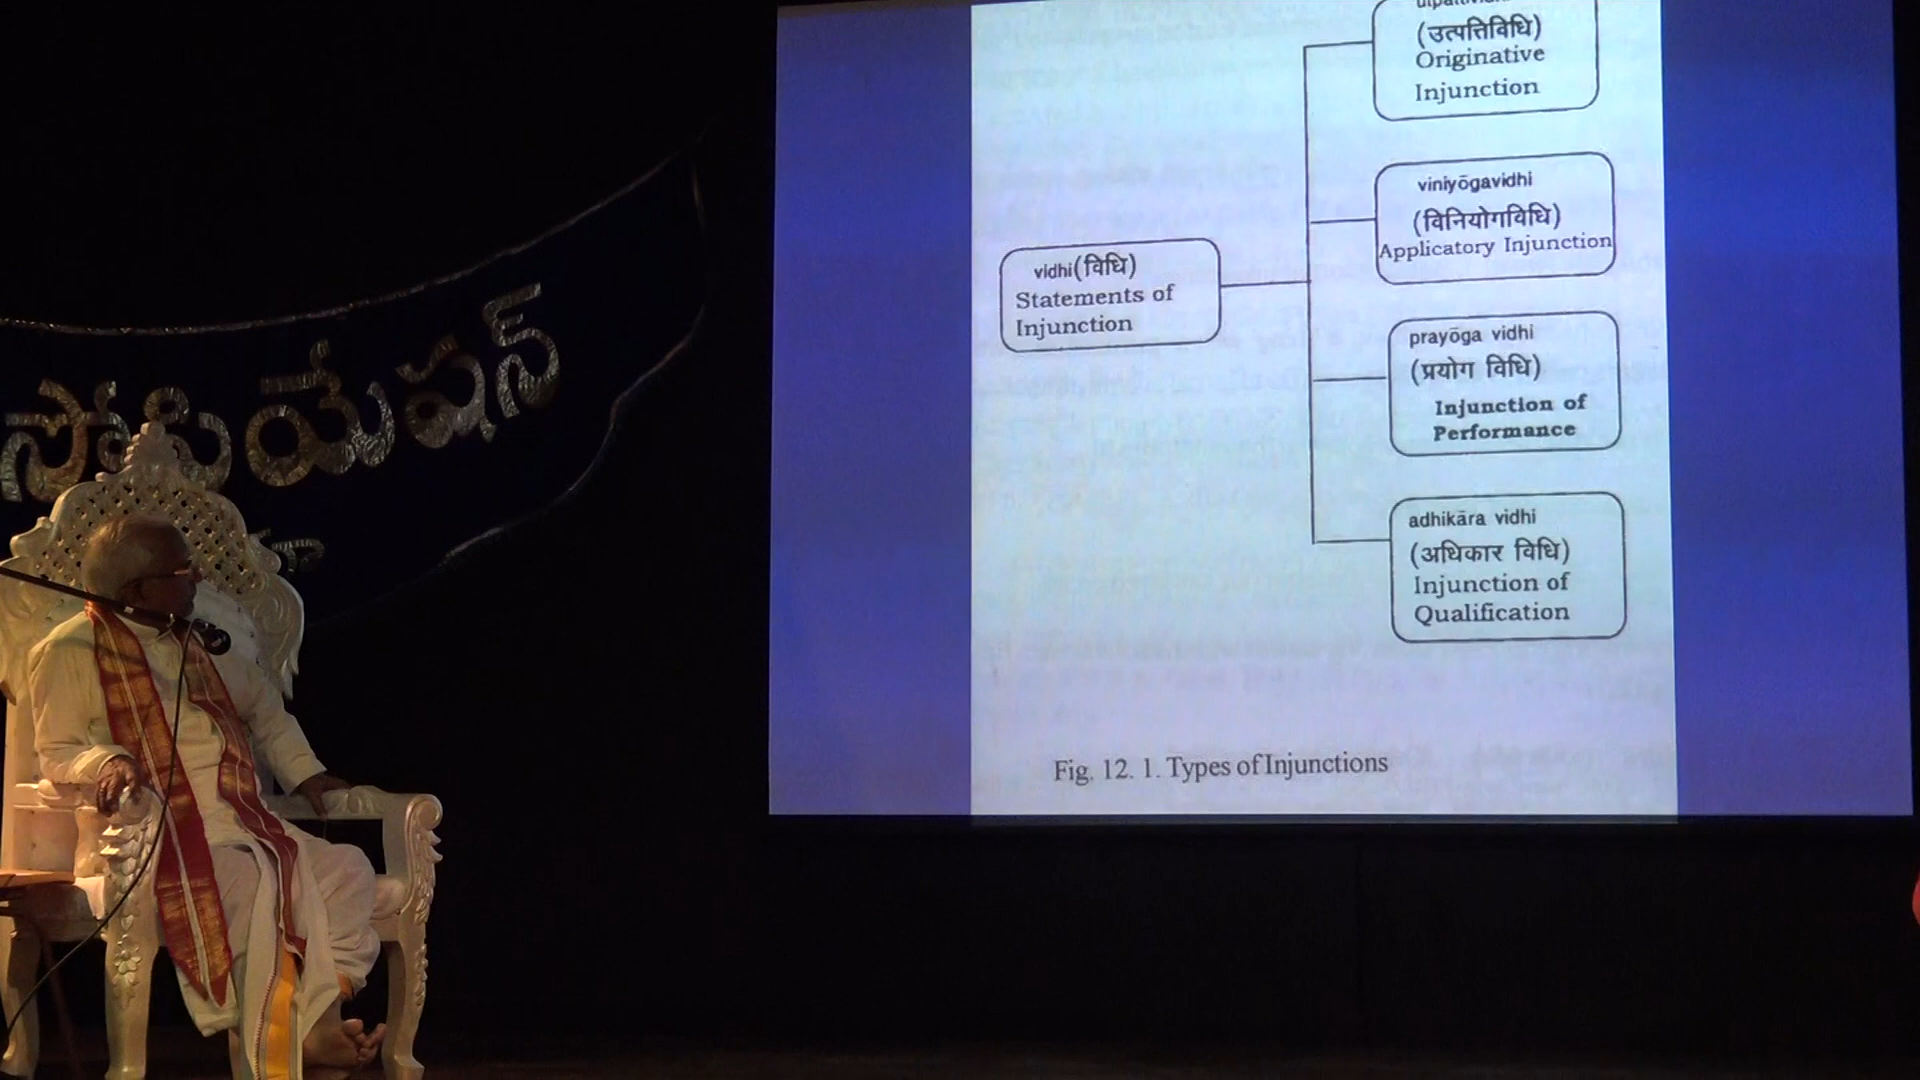 సోసియేషన్
(उत्पत्तिविधि)
Originative
Injunction
viniyōgavidhi
(विनियोगविधि)
Applicatory Injunction
vidhi(विधि)
Statements of
Injunction
prayōga vidhi
(प्रयोग विधि)
Injunction of
Performance
adhikāra vidhi
(अधिकार विधि)
Injunction of
Qualification
Fig. 12. 1. Types of Injunctions